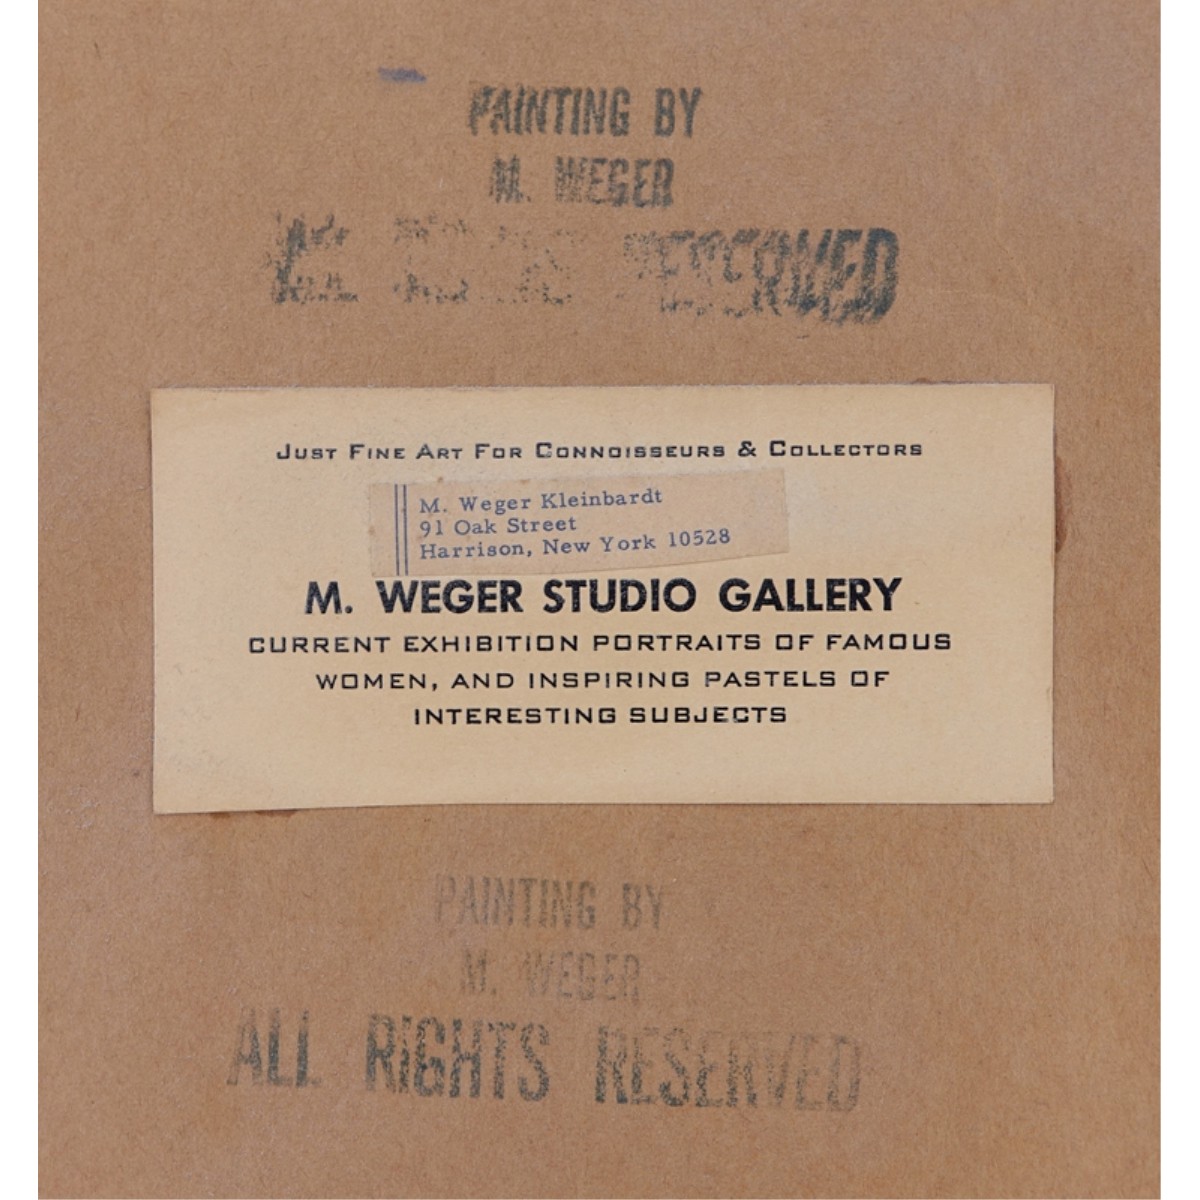 PAINTING BY
M. WEGER
ALL RIGHTS RESERVED
Just Fine Art For Connoisseurs & Collectors
M. Weger Kleinbardt
91 Oak Street
Harrison, New York 10528
M. WEGER STUDIO GALLERY
CURRENT EXHIBITION PORTRAITS OF FAMOUS
WOMEN, AND INSPIRING PASTELS OF
INTERESTING SUBJECTS
PAINTING BY
M. WEGER
ALL RIGHTS RESERVED